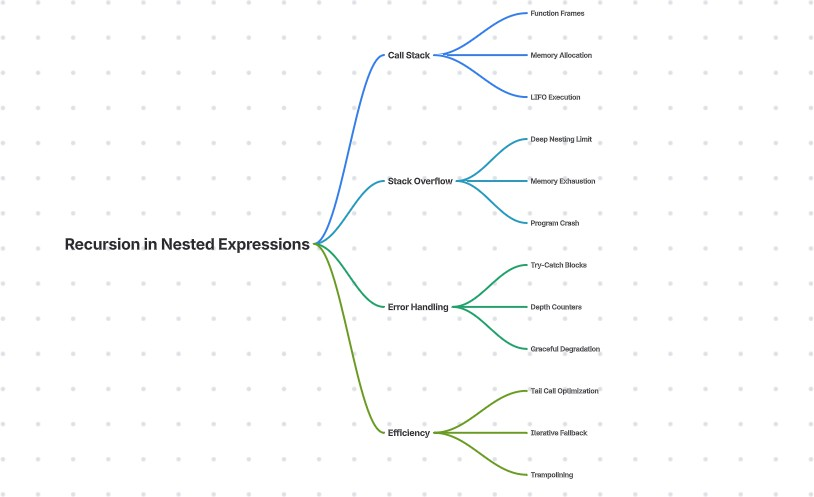 Recursion in Nested Expressions
Call Stack
Function Frames
Memory Allocation
LIFO Execution
Stack Overflow
Deep Nesting Limit
Memory Exhaustion
Program Crash
Error Handling
Try-Catch Blocks
Depth Counters
Graceful Degradation
Efficiency
Tail Call Optimization
Iterative Fallback
Trampolining